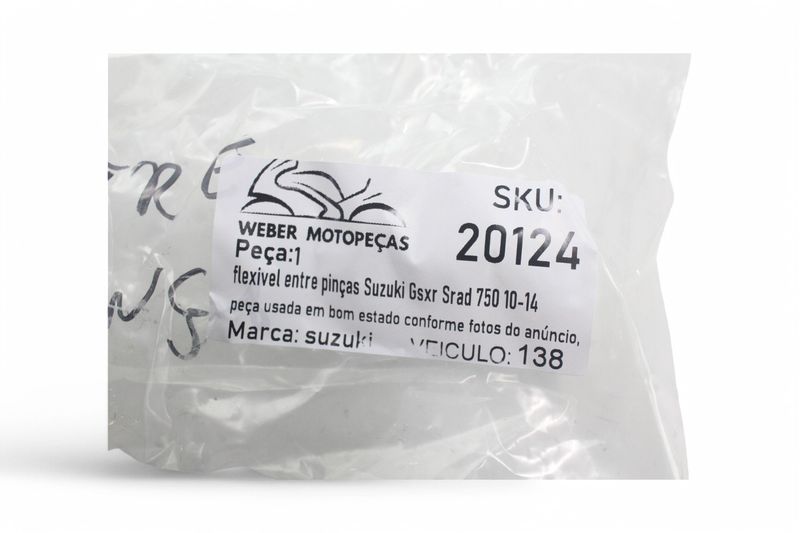 WEBER MOTOPEÇAS
SKU:
20124
Peça:1
flexivel entre pinças Suzuki Gsxr Srad 750 10-14
peça usada em bom estado conforme fotos do anúncio,
Marca: suzuki VEICULO: 138
TRE